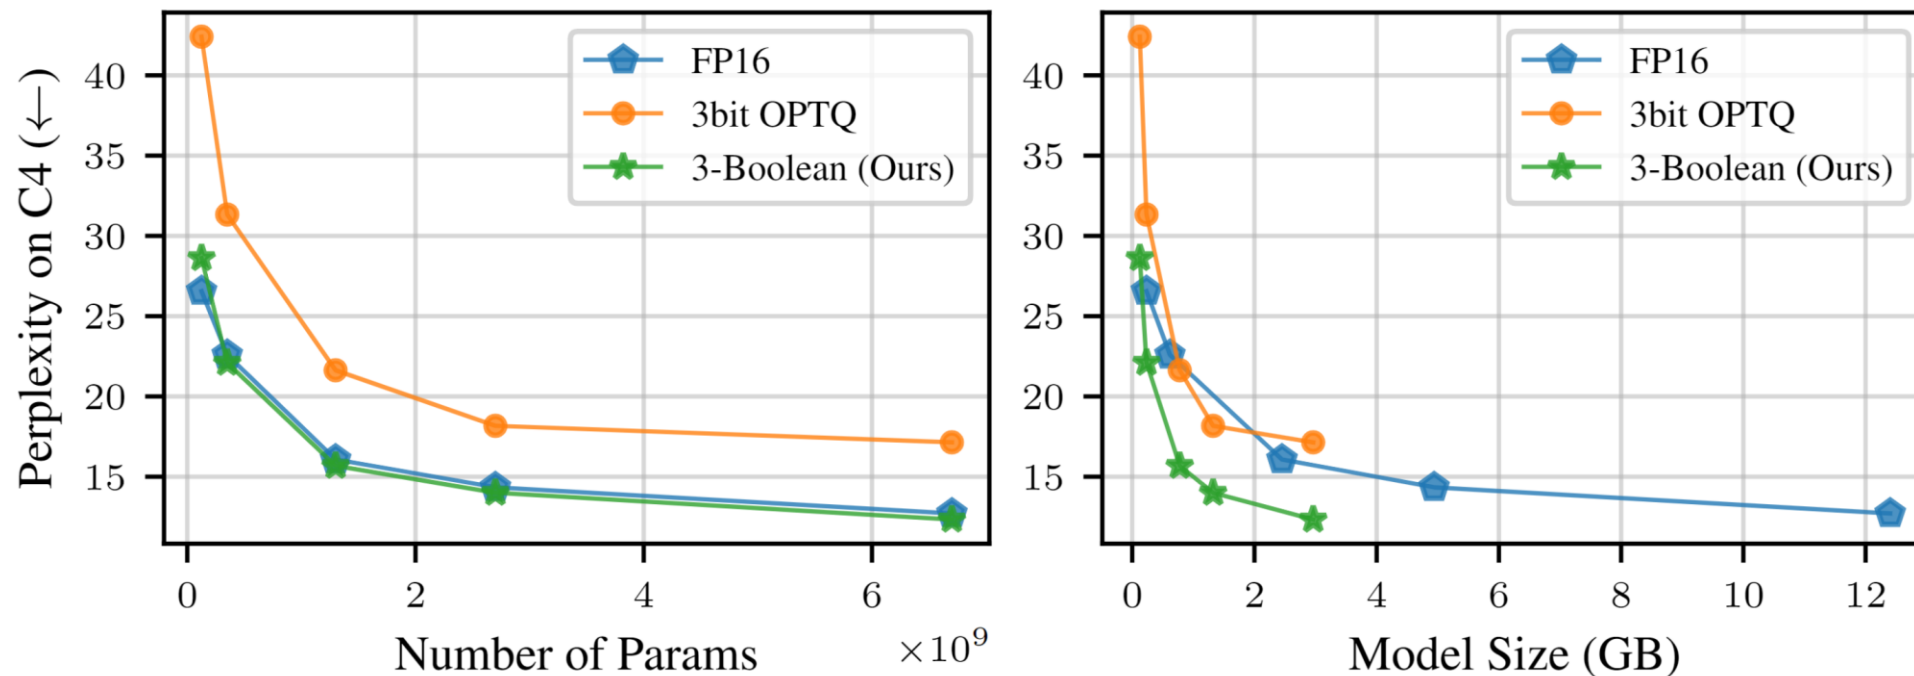 Perplexity on C4 (←)
40
35
30
25
20
15
FP16
3bit OPTQ
3-Boolean (Ours)
0 2 4 6
×10⁹
Number of Params
40
35
30
25
20
15
FP16
3bit OPTQ
3-Boolean (Ours)
0 2 4 6 8 10 12
Model Size (GB)